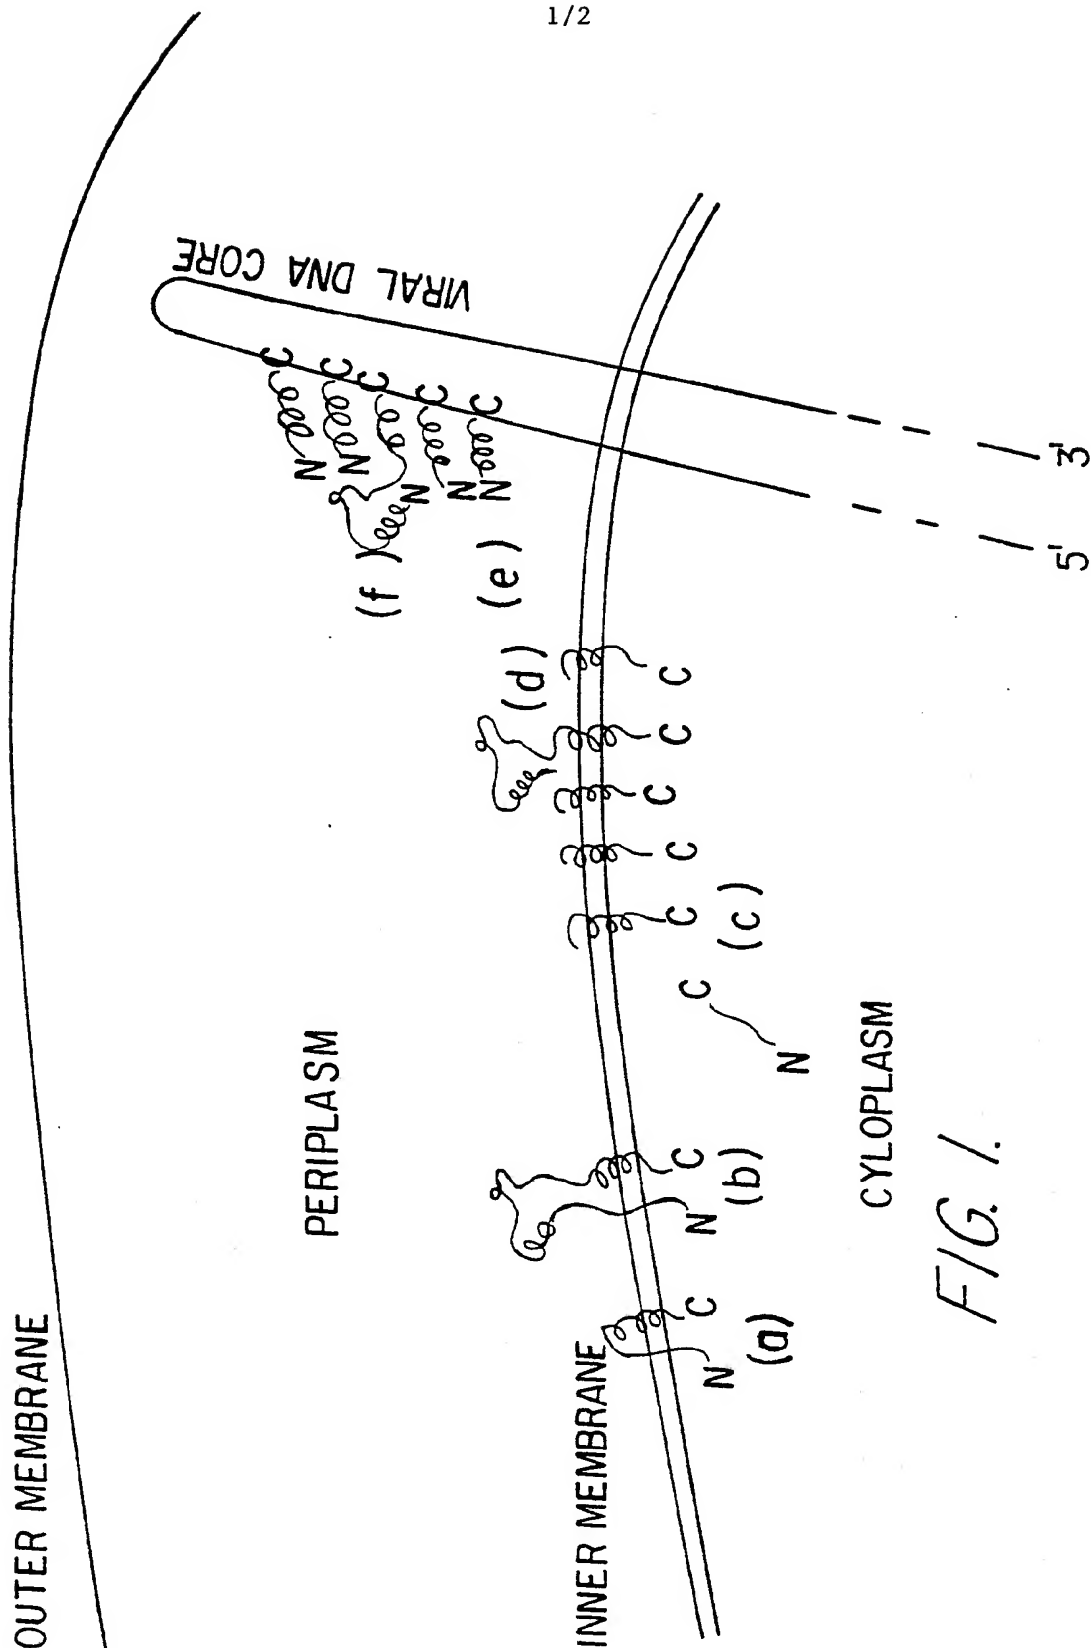 1/2
OUTER MEMBRANE
PERIPLASM
VIRAL DNA CORE
C
C
C
C
C
N
N
N
N
N
(f)
(e)
(d)
INNER MEMBRANE
N
C
(a)
N
C
(b)
N
C
C
C
C
C
C
(c)
5'
3'
CYLOPLASM
FIG. 1.